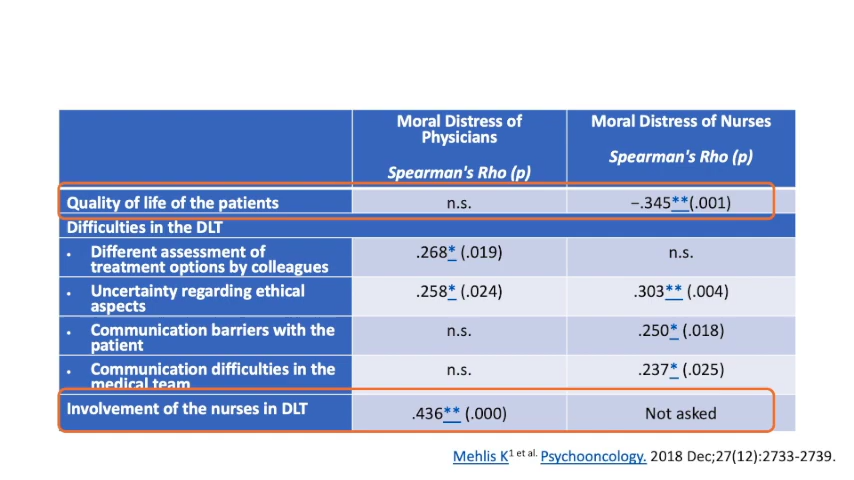 Moral Distress of Physicians
Spearman's Rho (p)
Moral Distress of Nurses
Spearman's Rho (p)
Quality of life of the patients
n.s.
−.345**(.001)
Difficulties in the DLT
• Different assessment of
treatment options by colleagues
.268* (.019)
n.s.
• Uncertainty regarding ethical
aspects
.258* (.024)
.303** (.004)
• Communication barriers with the
patient
n.s.
.250* (.018)
• Communication difficulties in the
medical team
n.s.
.237* (.025)
Involvement of the nurses in DLT
.436** (.000)
Not asked
Mehlis K1 et al. Psychooncology. 2018 Dec;27(12):2733-2739.